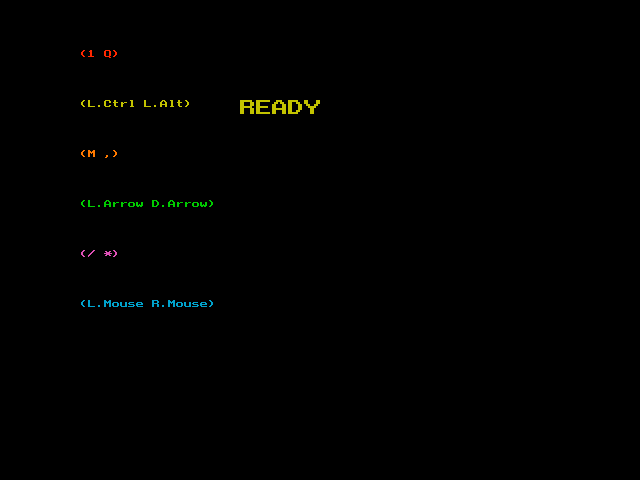 (1 Q)
(L.Ctrl L.Alt) READY
(M ,)
(L.Arrow D.Arrow)
(/ *)
(L.Mouse R.Mouse)